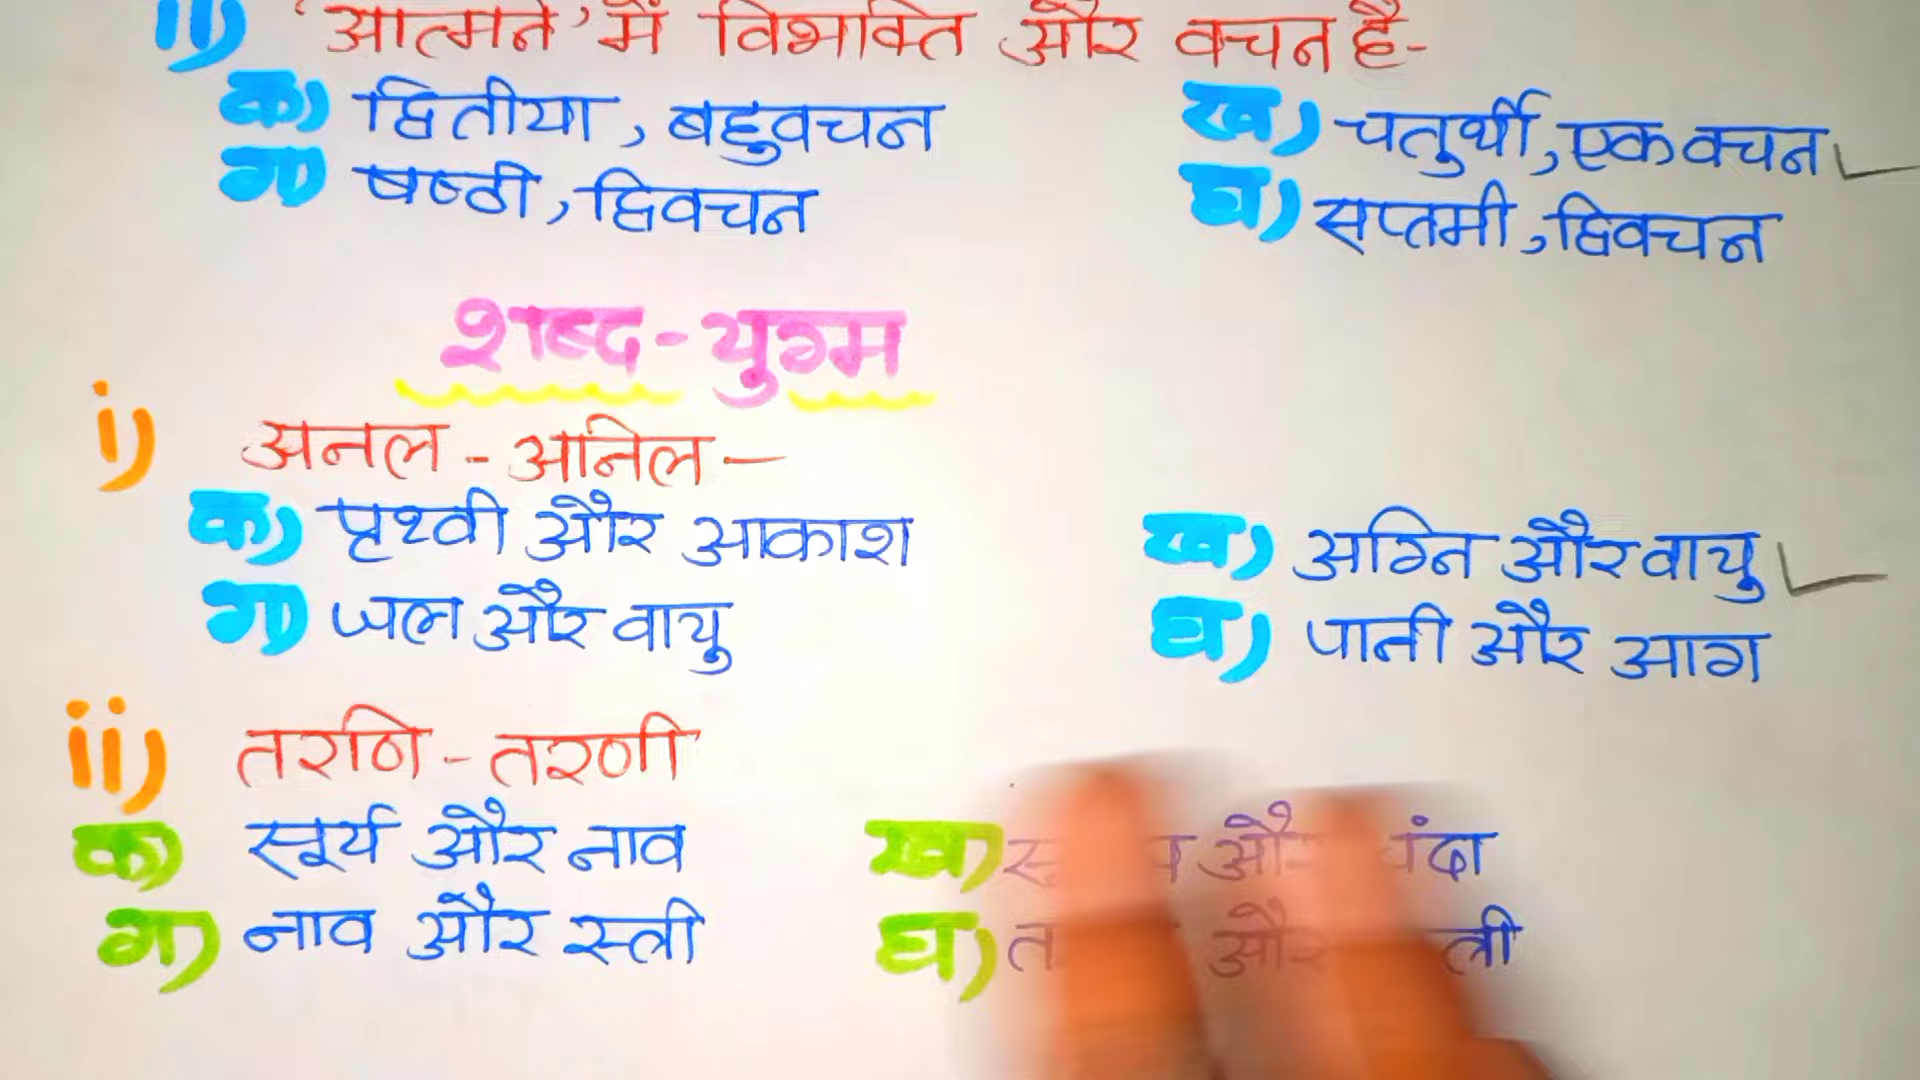 ii) 'आत्मने' में विभक्ति और वचन है-
क) द्वितीया, बहुवचन ख) चतुर्थी, एकवचन
ग) षष्ठी, द्विवचन घ) सप्तमी, द्विवचन
शब्द-युग्म
i) अनल - अनिल -
क) पृथ्वी और आकाश ख) अग्नि और वायु
ग) जल और वायु घ) पानी और आग
ii) तरणि - तरणी
क) सूर्य और नाव ख) और चंदा
ग) नाव और स्त्री घ) और